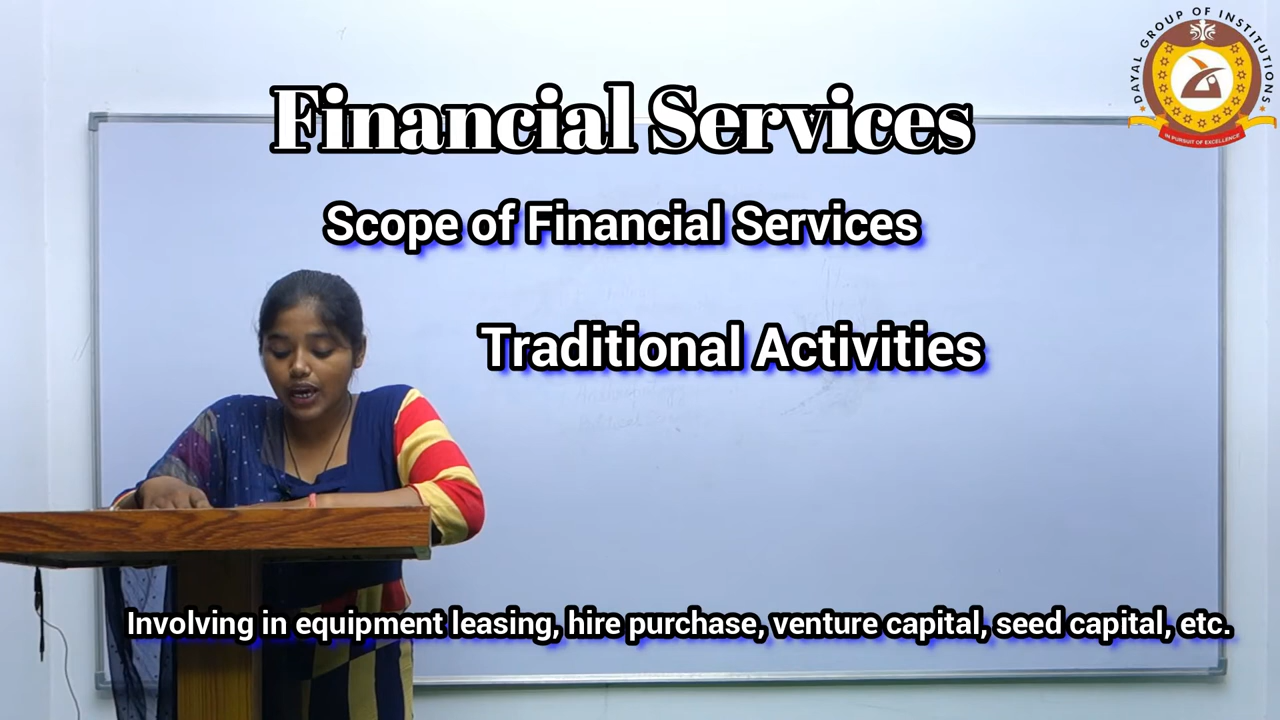 DAYAL GROUP OF INSTITUTIONS
IN PURSUIT OF EXCELLENCE
Financial Services
Scope of Financial Services
Traditional Activities
Involving in equipment leasing, hire purchase, venture capital, seed capital, etc.